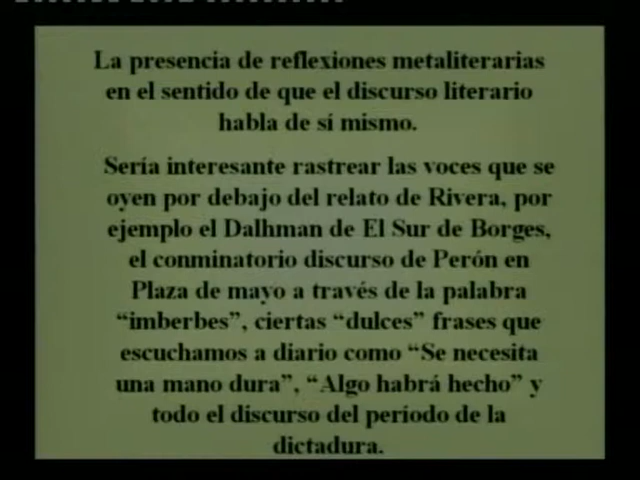 La presencia de reflexiones metaliterarias
en el sentido de que el discurso literario
habla de sí mismo.
Sería interesante rastrear las voces que se
oyen por debajo del relato de Rivera, por
ejemplo el Dalhman de El Sur de Borges,
el conminatorio discurso de Perón en
Plaza de mayo a través de la palabra
“imberbes”, ciertas “dulces” frases que
escuchamos a diario como “Se necesita
una mano dura”, “Algo habrá hecho” y
todo el discurso del período de la
dictadura.